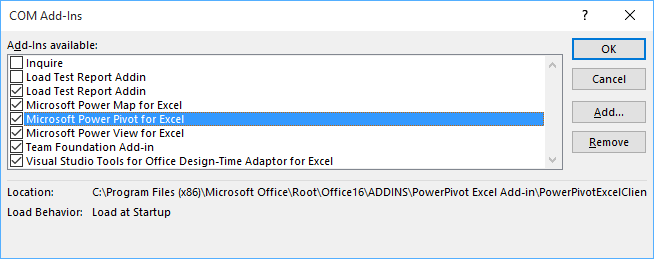 COM Add-Ins
?
Add-Ins available:
Inquire
Load Test Report Addin
Load Test Report Addin
Microsoft Power Map for Excel
Microsoft Power Pivot for Excel
Microsoft Power View for Excel
Team Foundation Add-in
Visual Studio Tools for Office Design-Time Adaptor for Excel
OK
Cancel
Add...
Remove
Location: C:\Program Files (x86)\Microsoft Office\Root\Office16\ADDINS\PowerPivot Excel Add-in\PowerPivotExcelClien
Load Behavior: Load at Startup